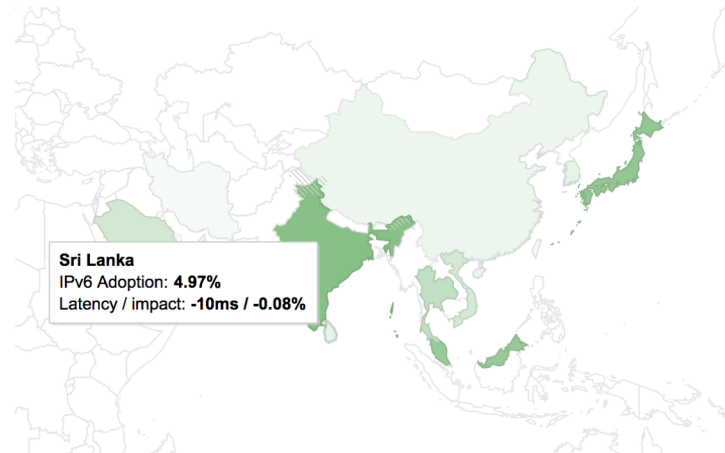 Sri Lanka
IPv6 Adoption: 4.97%
Latency / impact: -10ms / -0.08%